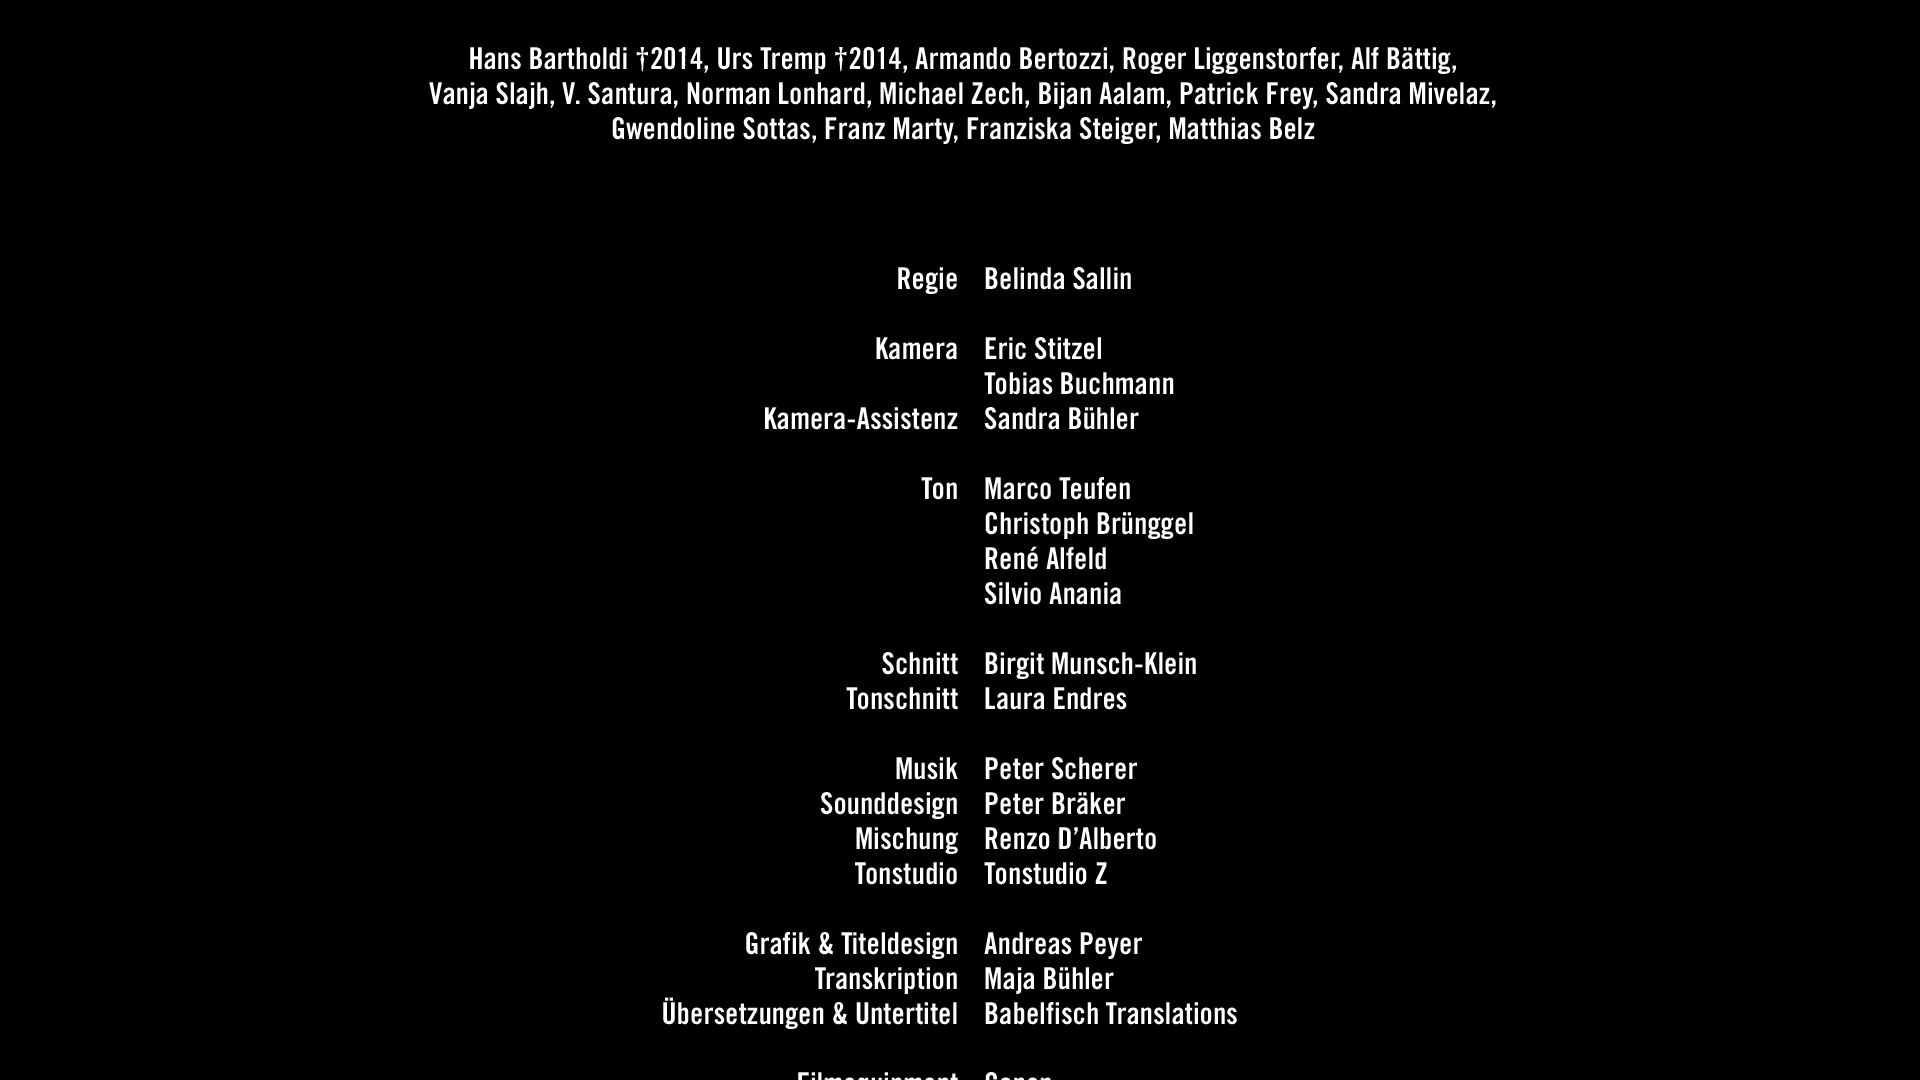 Hans Bartholdi †2014, Urs Tremp †2014, Armando Bertozzi, Roger Liggenstorfer, Alf Bättig,
Vanja Slajh, V. Santura, Norman Lonhard, Michael Zech, Bijan Aalam, Patrick Frey, Sandra Mivelaz,
Gwendoline Sottas, Franz Marty, Franziska Steiger, Matthias Belz
Regie Belinda Sallin
Kamera Eric Stitzel
Tobias Buchmann
Kamera-Assistenz Sandra Bühler
Ton Marco Teufen
Christoph Brünggel
René Alfeld
Silvio Anania
Schnitt Birgit Munsch-Klein
Tonschnitt Laura Endres
Musik Peter Scherer
Sounddesign Peter Bräker
Mischung Renzo D’Alberto
Tonstudio Tonstudio Z
Grafik & Titeldesign Andreas Peyer
Transkription Maja Bühler
Übersetzungen & Untertitel Babelfisch Translations